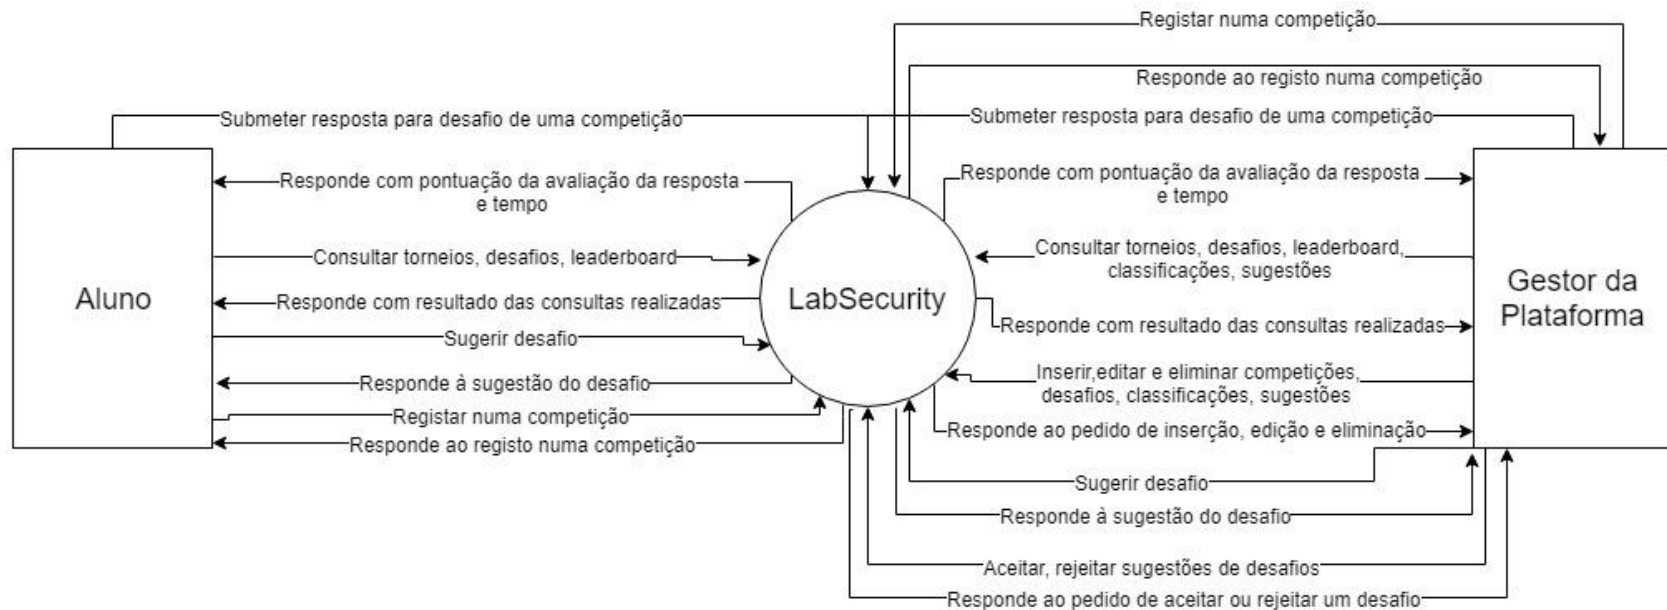 Registar numa competição
Responde ao registo numa competição
Submeter resposta para desafio de uma competição
Submeter resposta para desafio de uma competição
Responde com pontuação da avaliação da resposta
e tempo
Responde com pontuação da avaliação da resposta
e tempo
Consultar torneios, desafios, leaderboard
Consultar torneios, desafios, leaderboard,
classificações, sugestões
Aluno
LabSecurity
Gestor da
Plataforma
Responde com resultado das consultas realizadas
Responde com resultado das consultas realizadas
Sugerir desafio
Responde à sugestão do desafio
Inserir,editar e eliminar competições,
desafios, classificações, sugestões
Registar numa competição
Responde ao pedido de inserção, edição e eliminação
Responde ao registo numa competição
Sugerir desafio
Responde à sugestão do desafio
Aceitar, rejeitar sugestões de desafios
Responde ao pedido de aceitar ou rejeitar um desafio